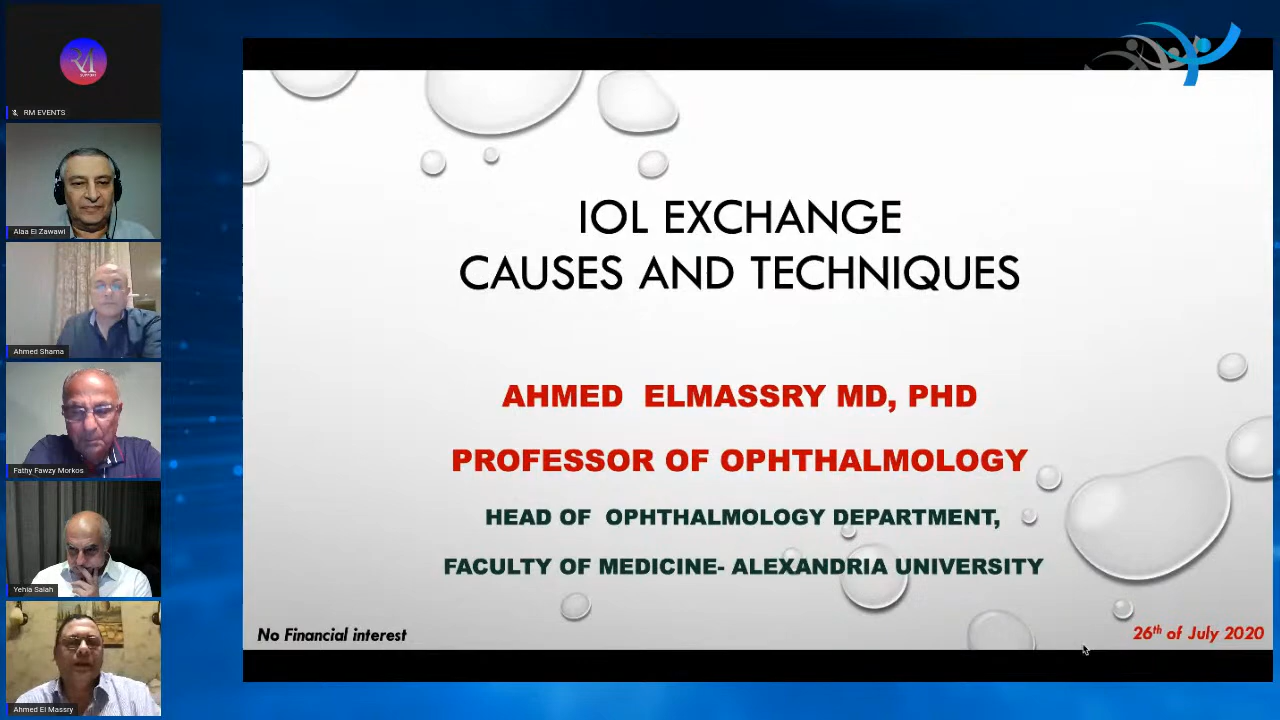 RM
SUPPORT
RM EVENTS
Alaa El Zawawi
Ahmed Shama
Fathy Fawzy Morkos
Yehia Salah
Ahmed El Massry
IOL EXCHANGE
CAUSES AND TECHNIQUES
AHMED ELMASSRY MD, PHD
PROFESSOR OF OPHTHALMOLOGY
HEAD OF OPHTHALMOLOGY DEPARTMENT,
FACULTY OF MEDICINE- ALEXANDRIA UNIVERSITY
No Financial interest
26th of July 2020